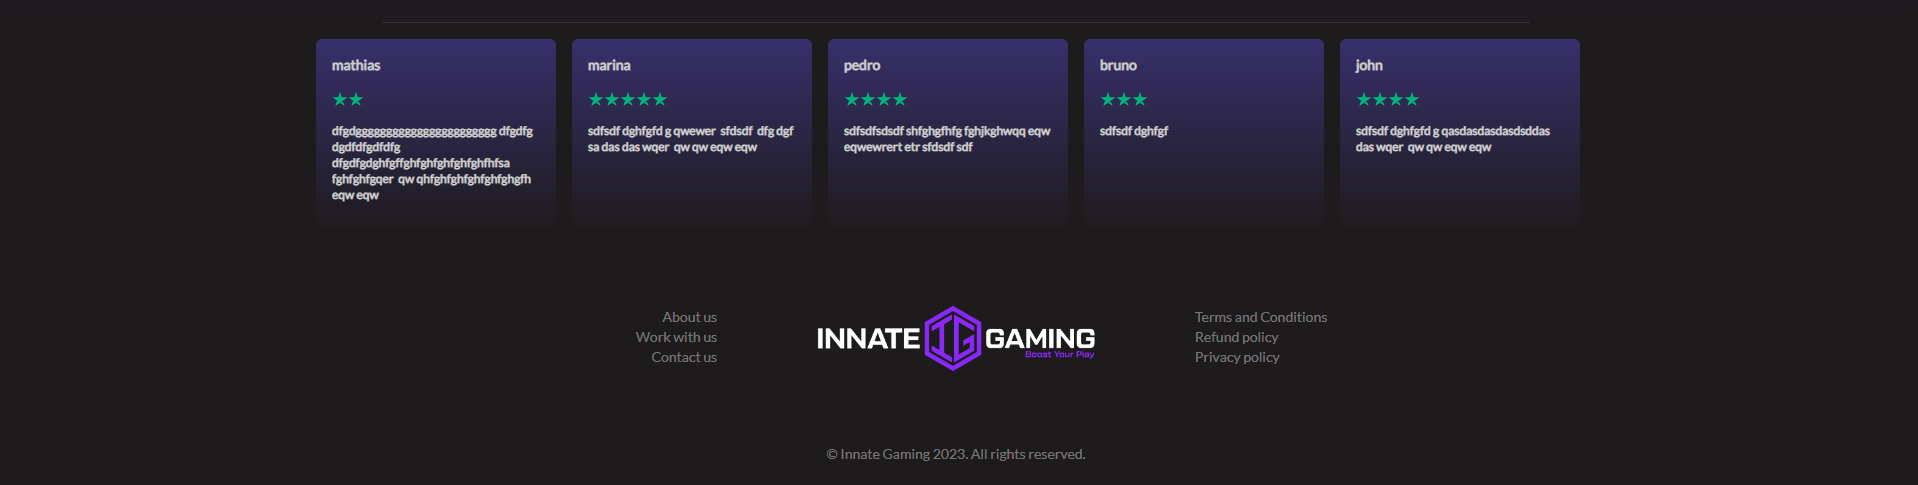 mathias
dfgdggggggggggggggggggggggg dfgdfg
dgdfdfgdfdfg
dfgdfgdghfgffghfghfghfghfghfghfhfsa
fghfghfgqer qw qhfghfghfghfghfghgfh
eqw eqw
marina
sdfsdf dghfgfd g qwewer sfdsdf dfg dgf
sa das das wqer qw qw eqw eqw
pedro
sdfsdfsdsdf shfghgfhfg fghjkghwqq eqw
eqwewrert etr sfdsdf sdf
bruno
sdfsdf dghfgf
john
sdfsdf dghfgfd g qasdasdasdasdsddas
das wqer qw qw eqw eqw
About us
Work with us
Contact us
INNATE IG GAMING
Boost Your Play
Terms and Conditions
Refund policy
Privacy policy
© Innate Gaming 2023. All rights reserved.